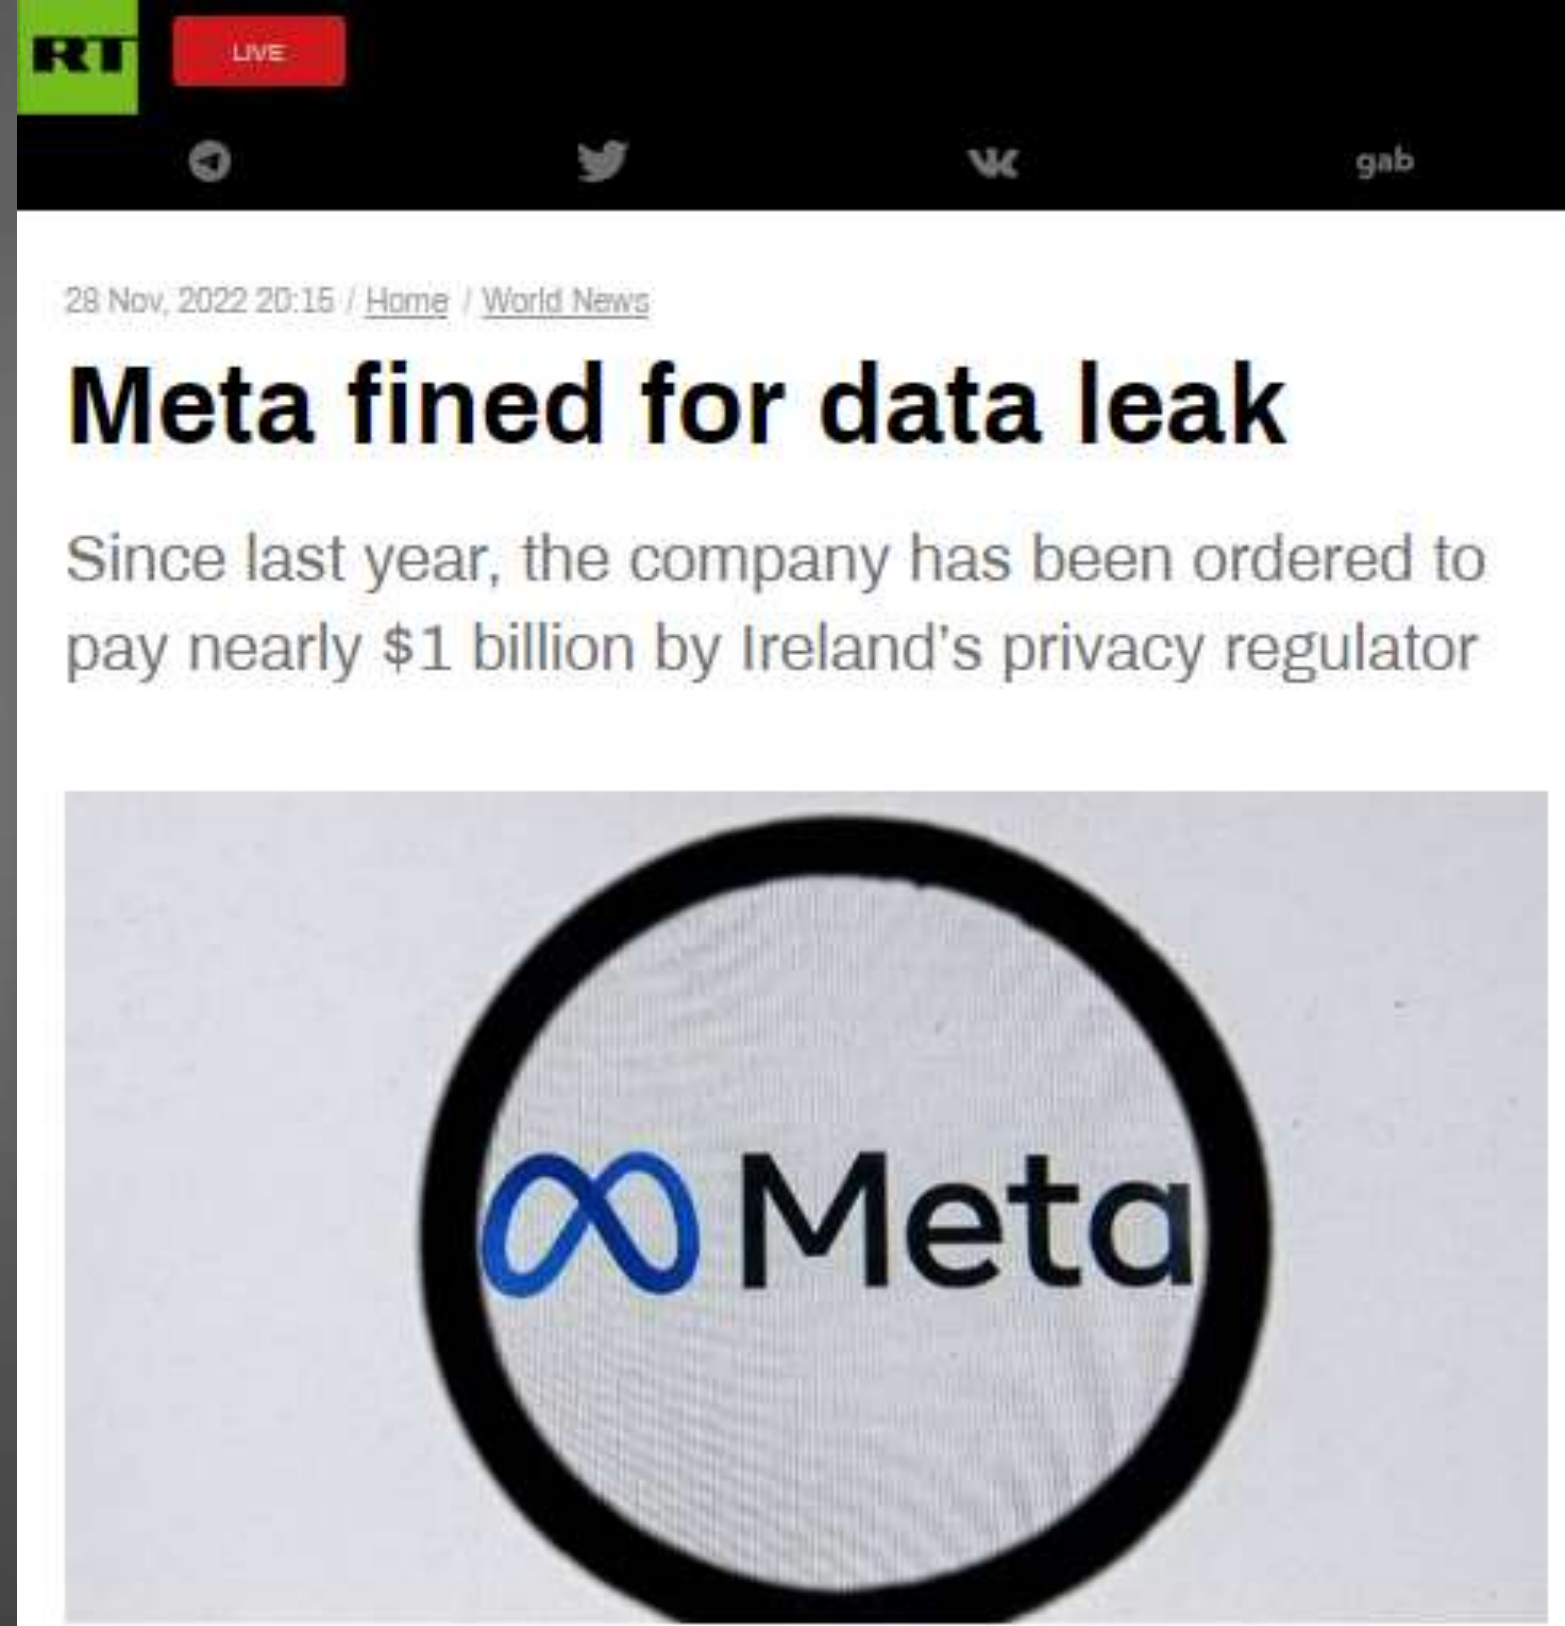 RT
LIVE
gab
28 Nov, 2022 20:15 / Home / World News
Meta fined for data leak
Since last year, the company has been ordered to
pay nearly $1 billion by Ireland's privacy regulator
Meta